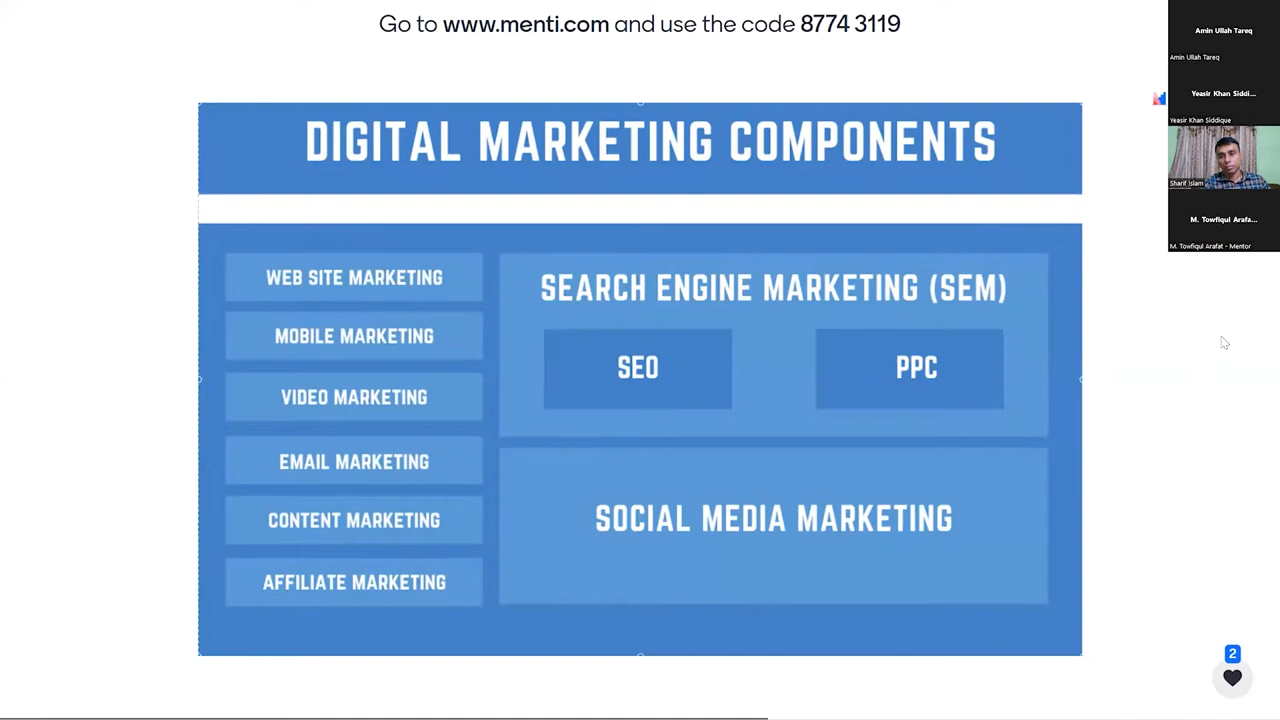 Go to www.menti.com and use the code 8774 3119
DIGITAL MARKETING COMPONENTS
WEB SITE MARKETING
MOBILE MARKETING
VIDEO MARKETING
EMAIL MARKETING
CONTENT MARKETING
AFFILIATE MARKETING
SEARCH ENGINE MARKETING (SEM)
SEO
PPC
SOCIAL MEDIA MARKETING
Amin Ullah Tareq
Amin Ullah Tareq
Yeasir Khan Siddi...
Yeasir Khan Siddique
Sharif Islam
M. Towfiqul Arafa...
M. Towfiqul Arafat - Mentor
2